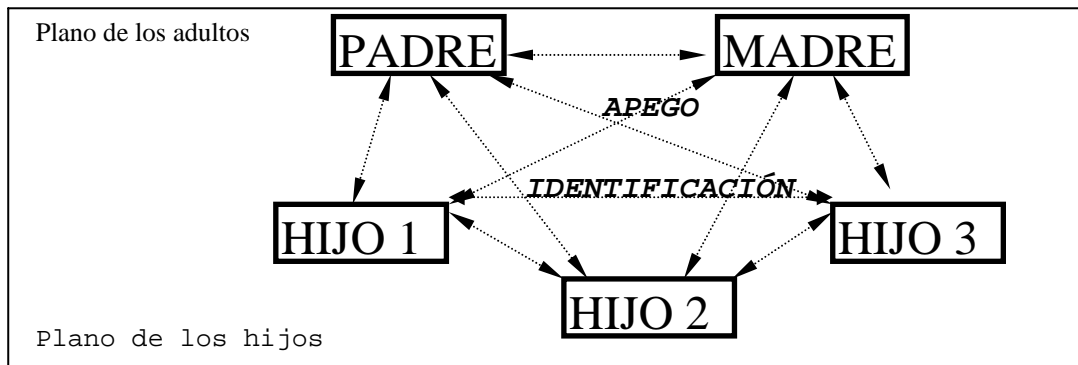 Plano de los adultos
PADRE
MADRE
APEGO
IDENTIFICACIÓN
HIJO 1
HIJO 3
HIJO 2
Plano de los hijos